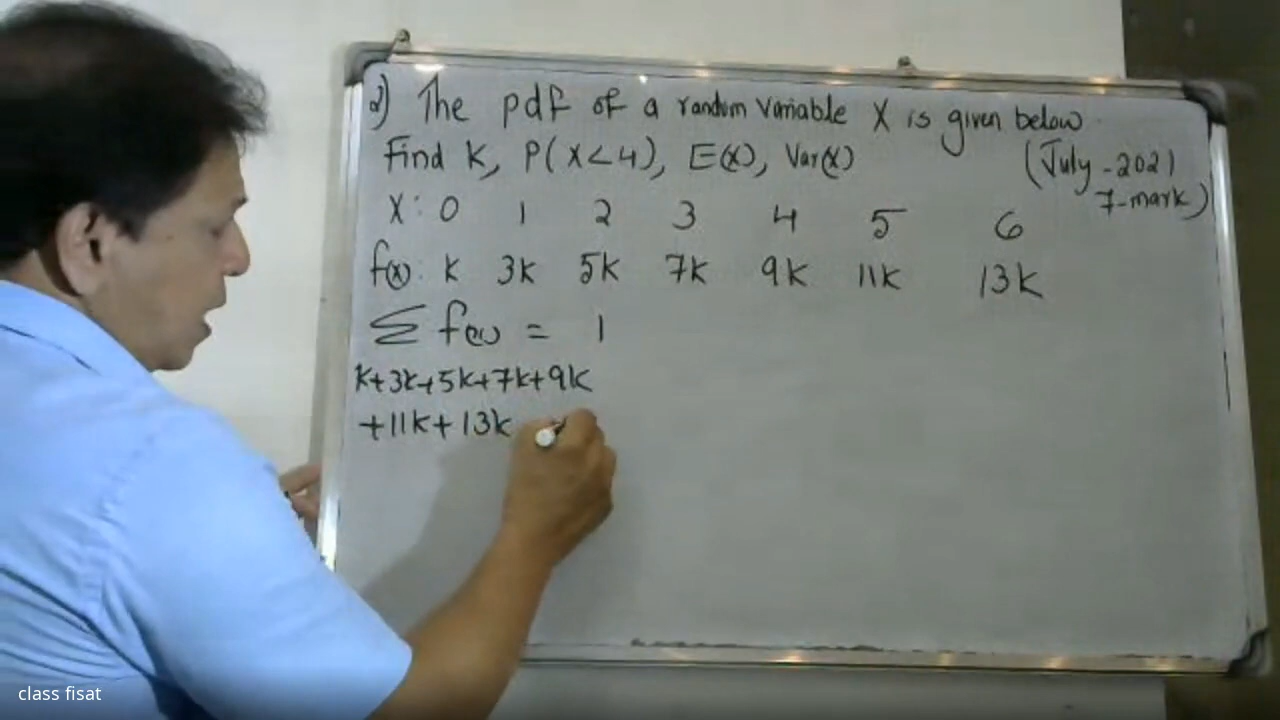 2) The pdf of a random variable X is given below.
Find K, P(X<4), E(X), Var(X)
(July-2021
7-mark)
X: 0 1 2 3 4 5 6
f(x): K 3K 5K 7K 9K 11K 13K
Σ f(x) = 1
K+3K+5K+7K+9K
+11K+13K
class fisat